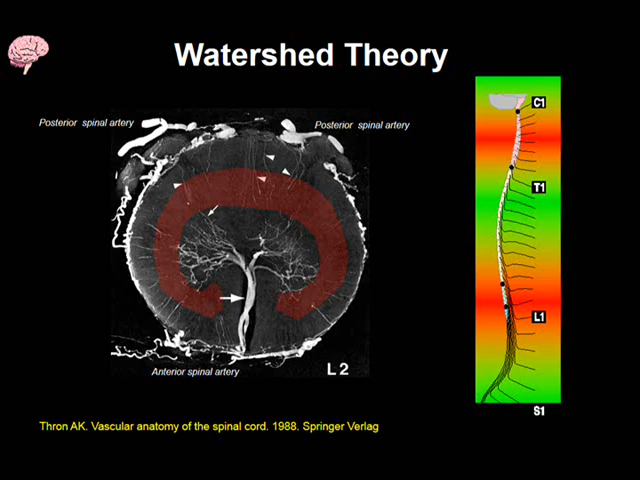 Watershed Theory
Posterior spinal artery
Posterior spinal artery
C1
T1
L1
S1
Anterior spinal artery
L 2
Thron AK. Vascular anatomy of the spinal cord. 1988. Springer Verlag